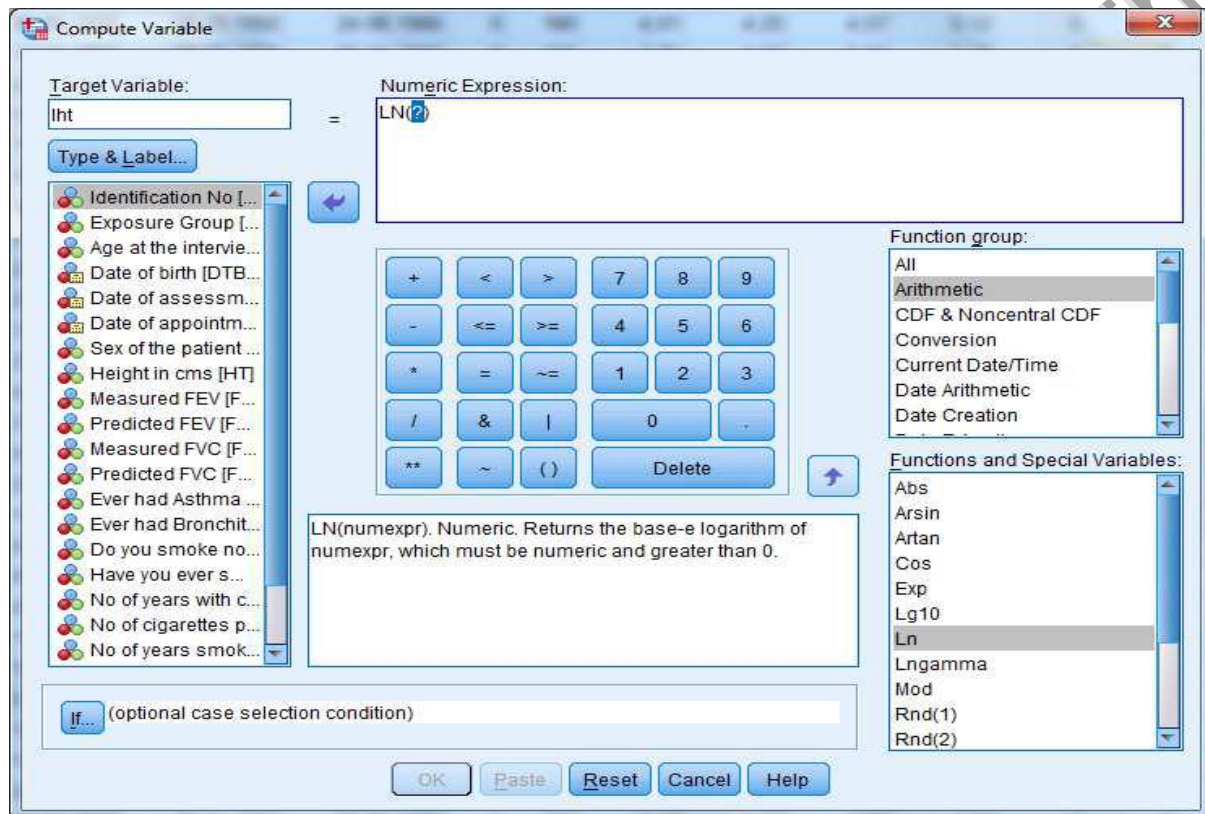 Compute Variable
Target Variable:
lht
=
Numeric Expression:
LN(?)
Type & Label...
Identification No [...
Exposure Group [...
Age at the intervie...
Date of birth [DTB...
Date of assessm...
Date of appointm...
Sex of the patient ...
Height in cms [HT]
Measured FEV [F...
Predicted FEV [F...
Measured FVC [F...
Predicted FVC [F...
Ever had Asthma ...
Ever had Bronchit...
Do you smoke no...
Have you ever s...
No of years with c...
No of cigarettes p...
No of years smok...
+ < > 7 8 9
- <= >= 4 5 6
* = ~= 1 2 3
/ & | 0 .
** ~ ( ) Delete
LN(numexpr). Numeric. Returns the base-e logarithm of
numexpr, which must be numeric and greater than 0.
Function group:
All
Arithmetic
CDF & Noncentral CDF
Conversion
Current Date/Time
Date Arithmetic
Date Creation
Functions and Special Variables:
Abs
Arsin
Artan
Cos
Exp
Lg10
Ln
Lngamma
Mod
Rnd(1)
Rnd(2)
If... (optional case selection condition)
OK Paste Reset Cancel Help